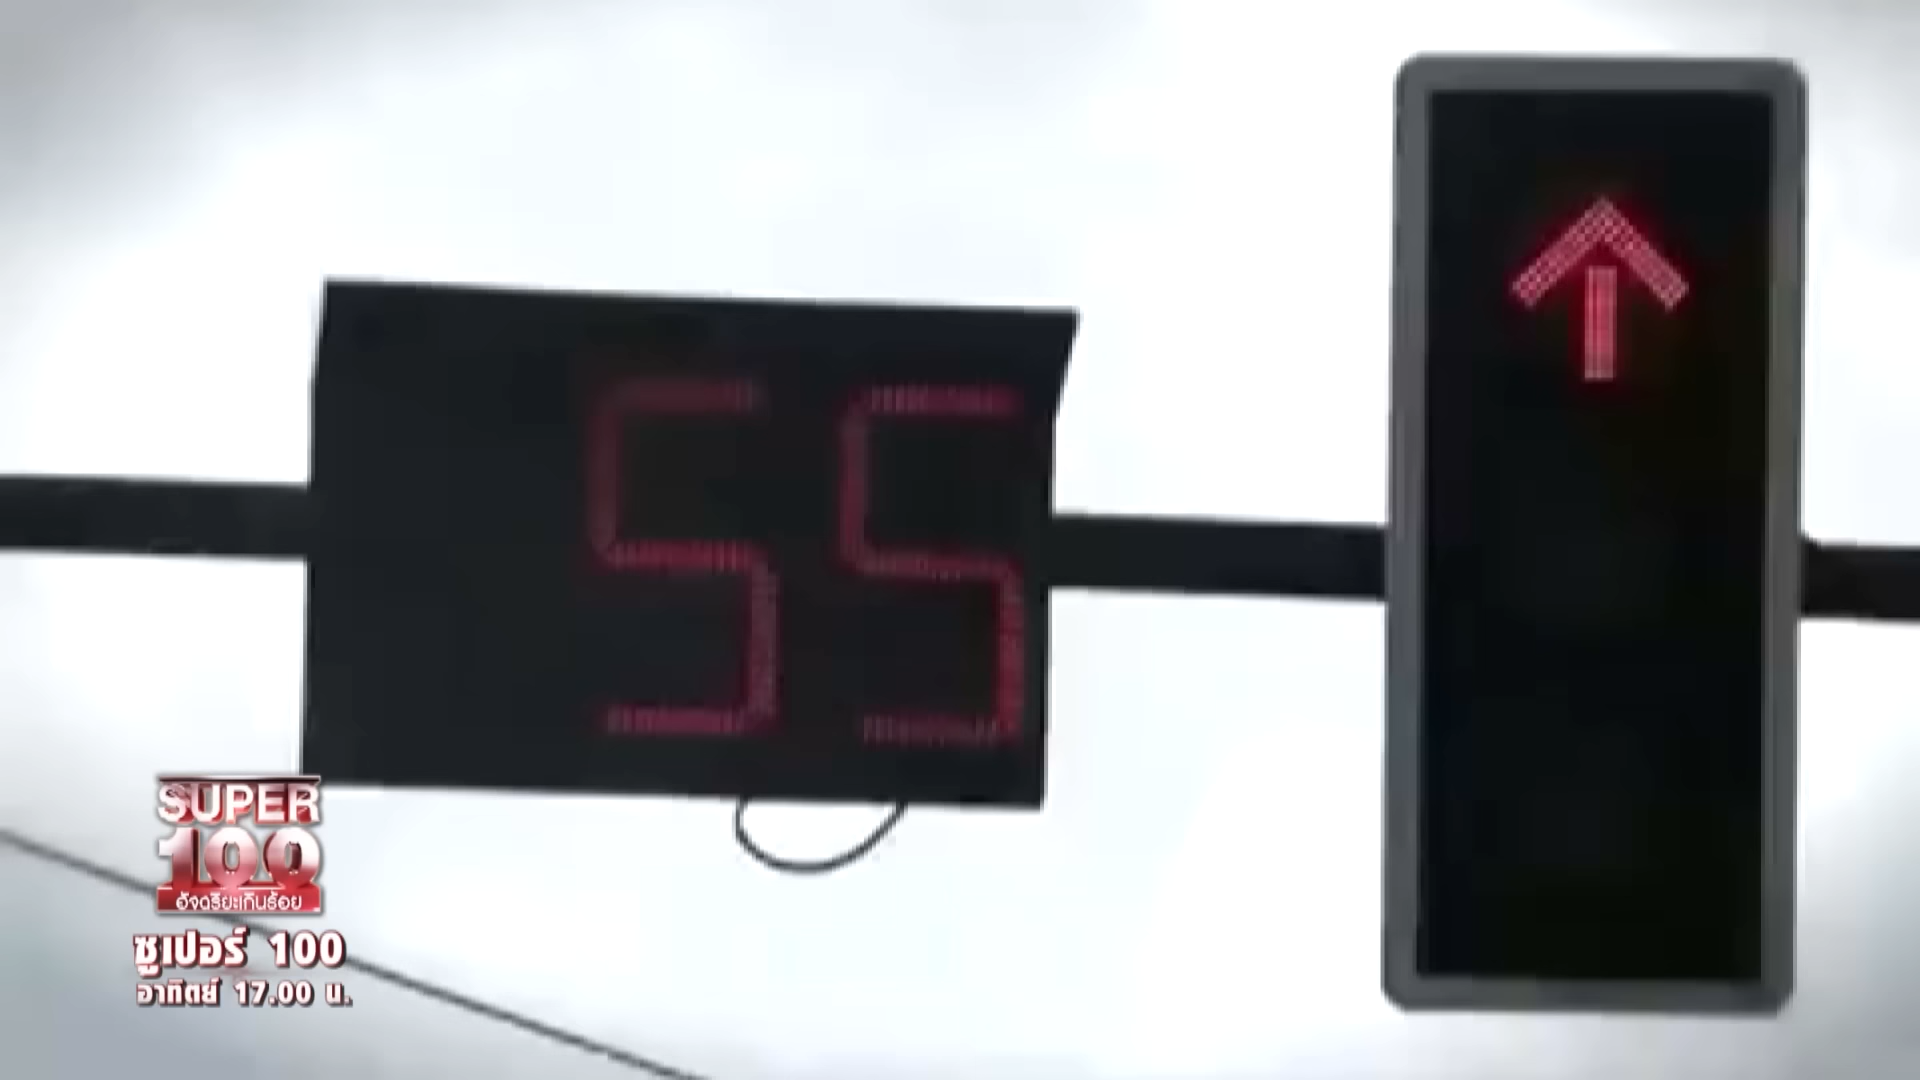 55
SUPER
100
อัจฉริยะเกินร้อย
ซูเปอร์ 100
อาทิตย์ 17.00 น.